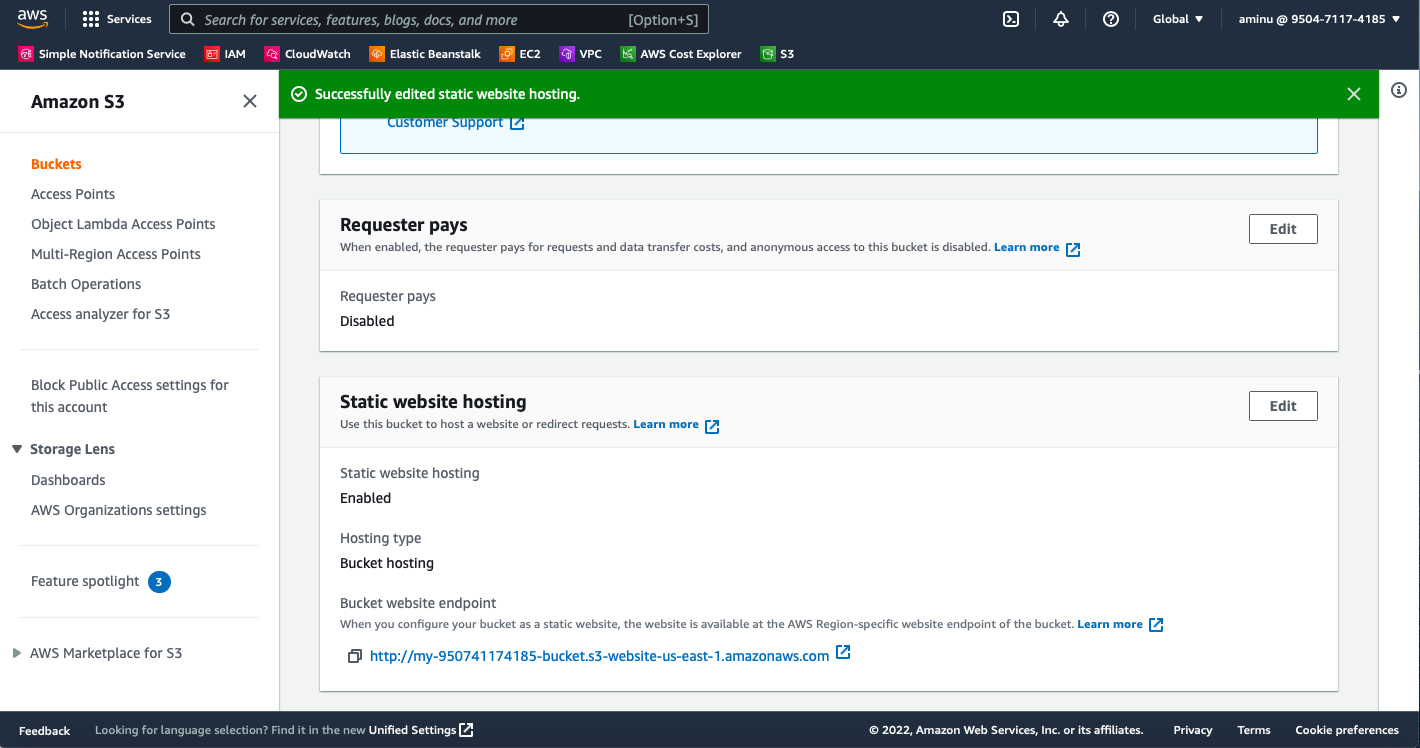 aws
Services
Search for services, features, blogs, docs, and more
[Option+S]
Global ▼
aminu @ 9504-7117-4185 ▼
Simple Notification Service
IAM
CloudWatch
Elastic Beanstalk
EC2
VPC
AWS Cost Explorer
S3
Amazon S3
Buckets
Access Points
Object Lambda Access Points
Multi-Region Access Points
Batch Operations
Access analyzer for S3
Block Public Access settings for
this account
Storage Lens
Dashboards
AWS Organizations settings
Feature spotlight 3
AWS Marketplace for S3
Successfully edited static website hosting.
Customer Support
Requester pays
Edit
When enabled, the requester pays for requests and data transfer costs, and anonymous access to this bucket is disabled. Learn more
Requester pays
Disabled
Static website hosting
Edit
Use this bucket to host a website or redirect requests. Learn more
Static website hosting
Enabled
Hosting type
Bucket hosting
Bucket website endpoint
When you configure your bucket as a static website, the website is available at the AWS Region-specific website endpoint of the bucket. Learn more
http://my-950741174185-bucket.s3-website-us-east-1.amazonaws.com
Feedback
Looking for language selection? Find it in the new Unified Settings
© 2022, Amazon Web Services, Inc. or its affiliates.
Privacy
Terms
Cookie preferences